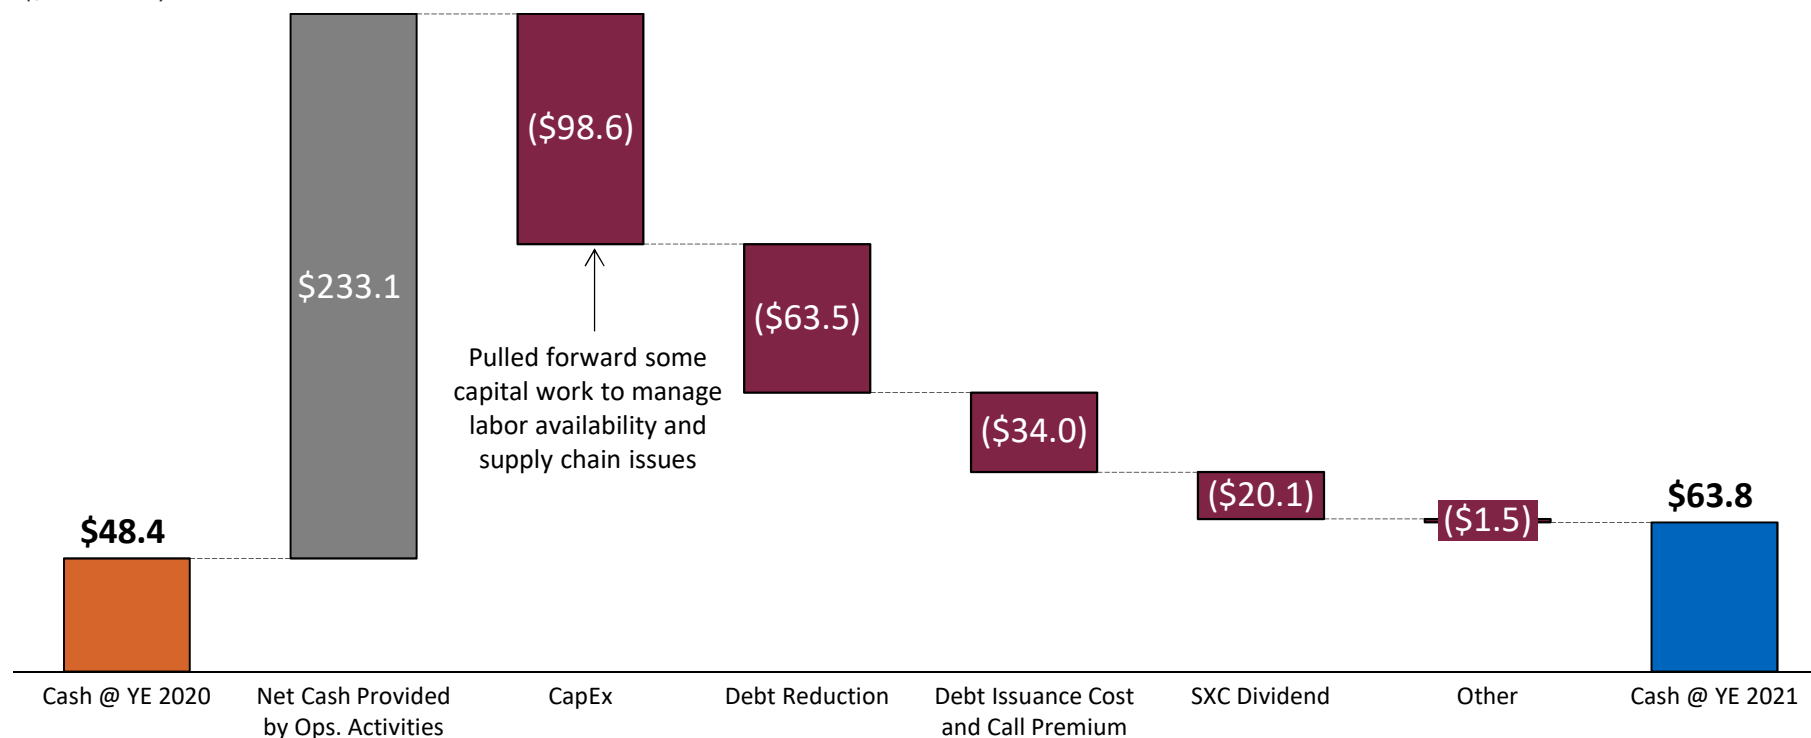 $233.1
($98.6)
($63.5)
($34.0)
($20.1)
($1.5)
$48.4
$63.8
Pulled forward some
capital work to manage
labor availability and
supply chain issues
Cash @ YE 2020
Net Cash Provided
by Ops. Activities
CapEx
Debt Reduction
Debt Issuance Cost
and Call Premium
SXC Dividend
Other
Cash @ YE 2021